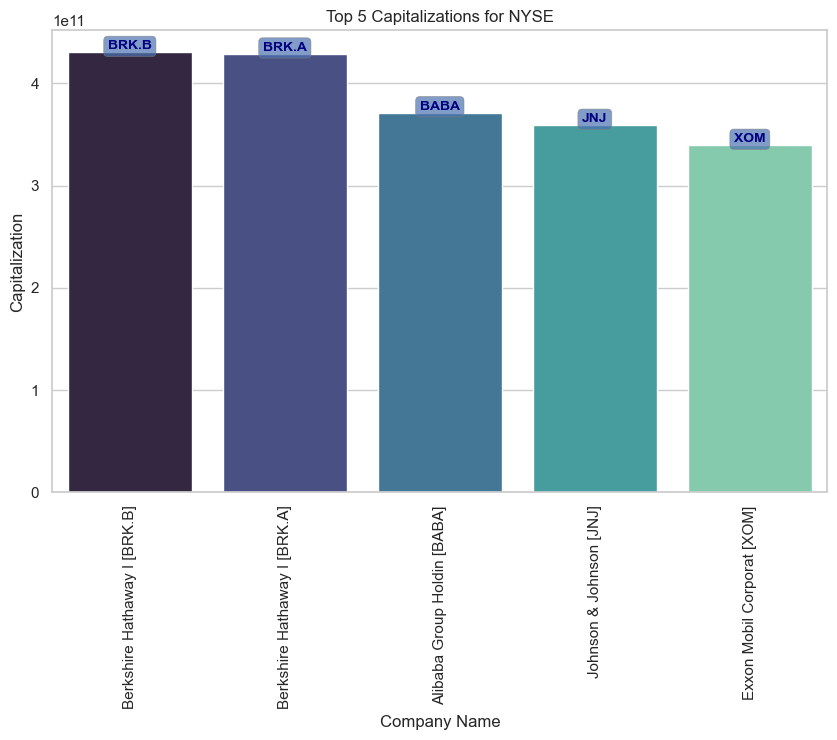 Top 5 Capitalizations for NYSE
1e11
BRK.B
BRK.A
BABA
JNJ
XOM
4
3
2
1
0
Capitalization
Berkshire Hathaway I [BRK.B]
Berkshire Hathaway I [BRK.A]
Alibaba Group Holdin [BABA]
Johnson & Johnson [JNJ]
Exxon Mobil Corporat [XOM]
Company Name